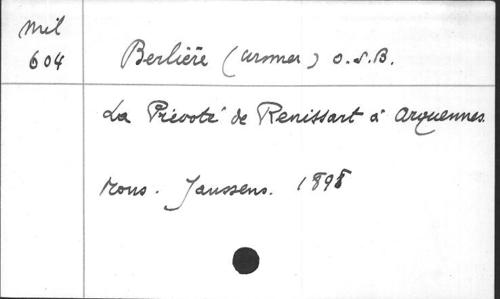 Mil
604
Berlière (Ursmer) O.S.B.
La Prévoté de Renissart à Arquennes.
Mons. Janssens. 1898